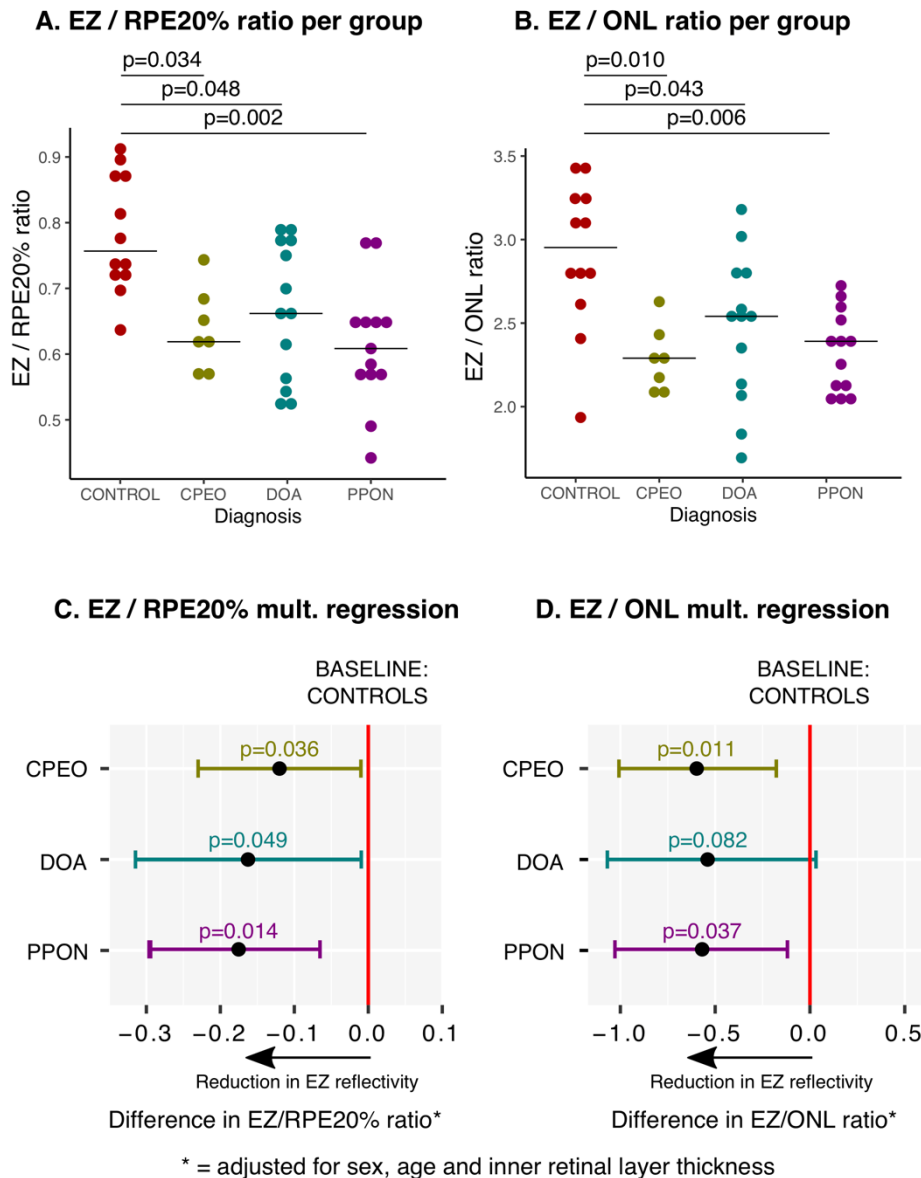 A. EZ / RPE20% ratio per group
p=0.034
p=0.048
p=0.002
0.9
0.8
0.7
0.6
0.5
EZ / RPE20% ratio
CONTROL CPEO DOA PPON
Diagnosis
B. EZ / ONL ratio per group
p=0.010
p=0.043
p=0.006
3.5
3.0
2.5
2.0
EZ / ONL ratio
CONTROL CPEO DOA PPON
Diagnosis
C. EZ / RPE20% mult. regression
BASELINE:
CONTROLS
CPEO
p=0.036
DOA
p=0.049
PPON
p=0.014
−0.3 −0.2 −0.1 0.0 0.1
Reduction in EZ reflectivity
Difference in EZ/RPE20% ratio*
D. EZ / ONL mult. regression
BASELINE:
CONTROLS
CPEO
p=0.011
DOA
p=0.082
PPON
p=0.037
−1.0 −0.5 0.0 0.5
Reduction in EZ reflectivity
Difference in EZ/ONL ratio*
* = adjusted for sex, age and inner retinal layer thickness